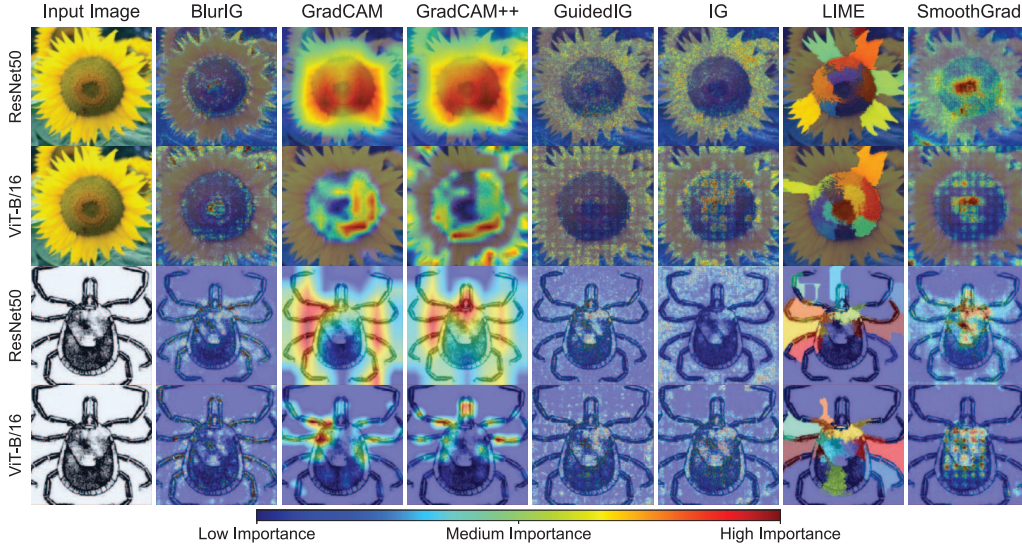 Input Image BlurIG GradCAM GradCAM++ GuidedIG IG LIME SmoothGrad
ResNet50
ViT-B/16
ResNet50
ViT-B/16
Low Importance Medium Importance High Importance